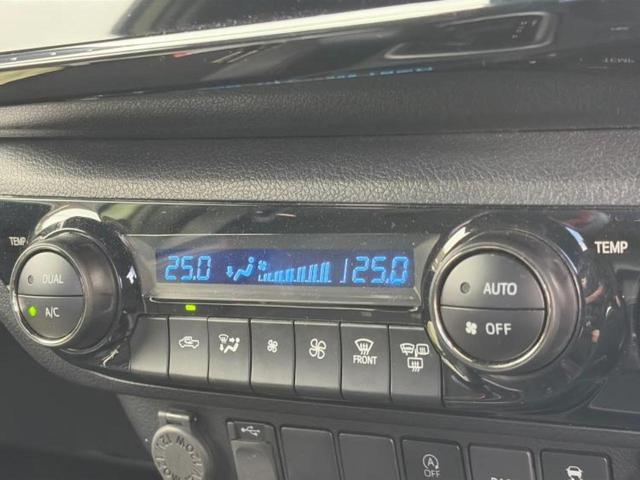 TEMP
DUAL
A/C
25.0
25.0
AUTO
OFF
TEMP
FRONT
OFF